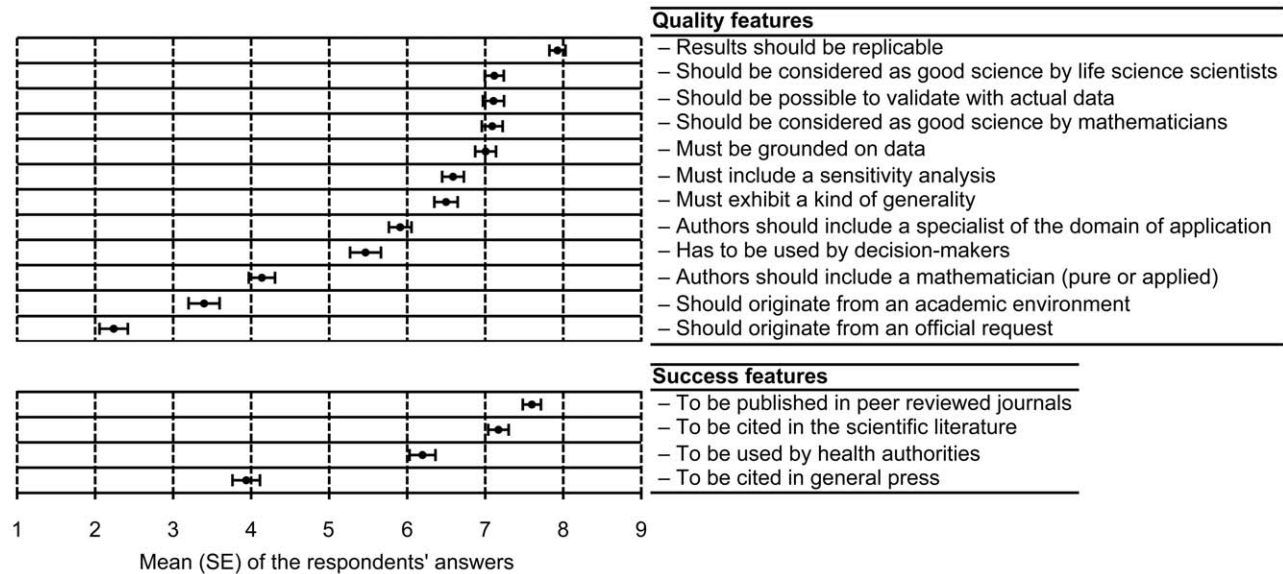 Quality features
– Results should be replicable
– Should be considered as good science by life science scientists
– Should be possible to validate with actual data
– Should be considered as good science by mathematicians
– Must be grounded on data
– Must include a sensitivity analysis
– Must exhibit a kind of generality
– Authors should include a specialist of the domain of application
– Has to be used by decision-makers
– Authors should include a mathematician (pure or applied)
– Should originate from an academic environment
– Should originate from an official request
Success features
– To be published in peer reviewed journals
– To be cited in the scientific literature
– To be used by health authorities
– To be cited in general press
1 2 3 4 5 6 7 8 9
Mean (SE) of the respondents' answers